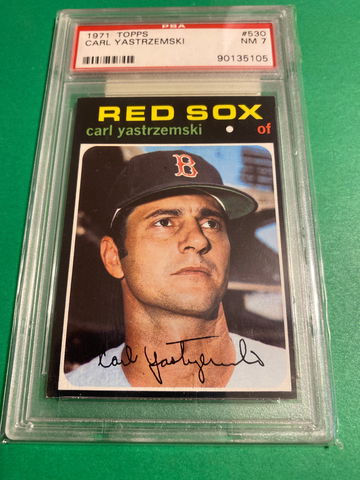 PSA
1971 TOPPS #530
CARL YASTRZEMSKI NM 7
90135105
RED SOX
carl yastrzemski • of
B
Carl Yastrzemski